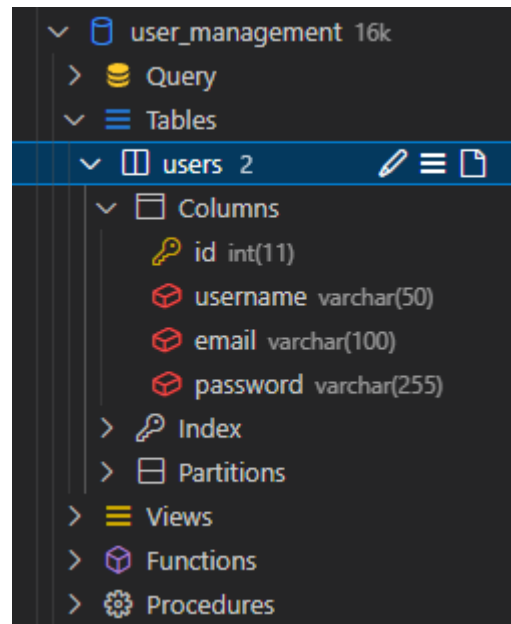 user_management 16k
Query
Tables
users 2
Columns
id int(11)
username varchar(50)
email varchar(100)
password varchar(255)
Index
Partitions
Views
Functions
Procedures